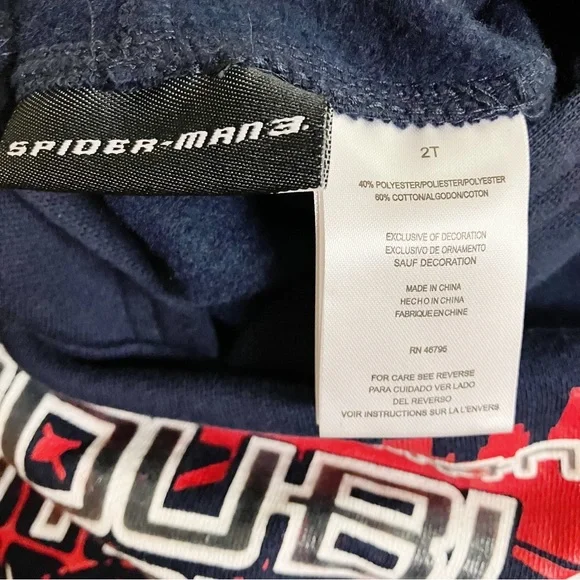 SPIDER-MAN 3.
2T
40% POLYESTER/POLIESTER/POLYESTER
60% COTTON/ALGODON/COTON
EXCLUSIVE OF DECORATION
EXCLUSIVO DE ORNAMENTO
SAUF DECORATION
MADE IN CHINA
HECHO IN CHINA
FABRIQUE EN CHINE
RN 46795
FOR CARE SEE REVERSE
PARA CUIDADO VER LADO
DEL REVERSO
VOIR INSTRUCTIONS SUR LA L'ENVERS